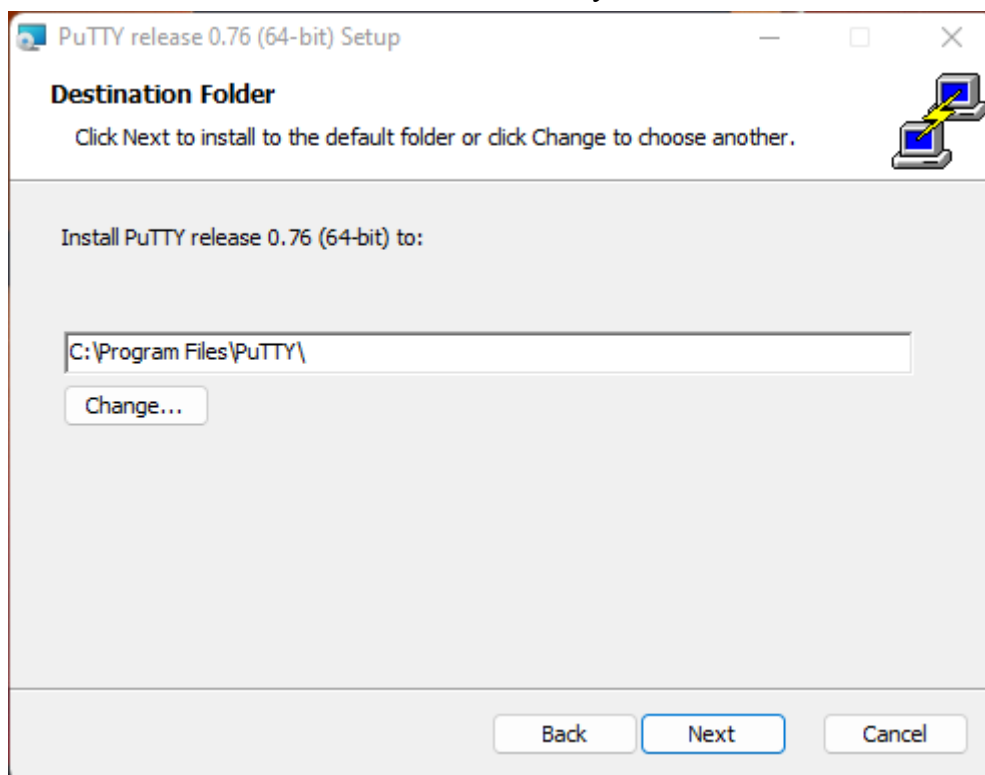 PuTTY release 0.76 (64-bit) Setup
Destination Folder
Click Next to install to the default folder or click Change to choose another.
Install PuTTY release 0.76 (64-bit) to:
C:\Program Files\PuTTY\
Change...
Back Next Cancel